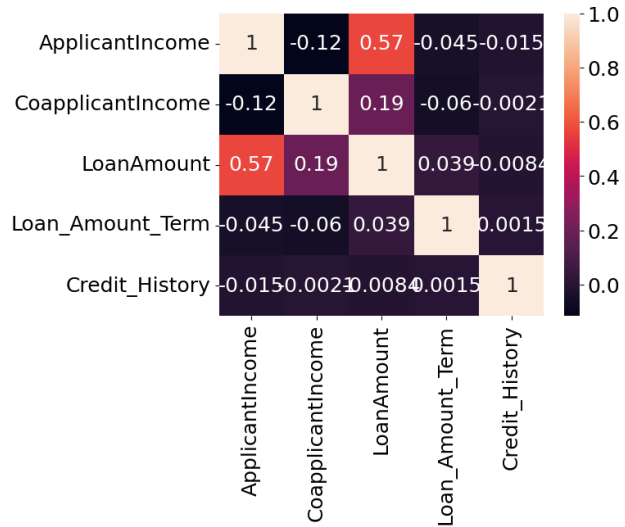 ApplicantIncome 1 -0.12 0.57 -0.045 -0.015 1.0
0.8
CoapplicantIncome -0.12 1 0.19 -0.06 -0.0021
0.6
LoanAmount 0.57 0.19 1 0.039 -0.0084
0.4
Loan_Amount_Term -0.045 -0.06 0.039 1 0.0015
0.2
Credit_History -0.015 -0.0021 -0.0084 0.0015 1 0.0
ApplicantIncome
CoapplicantIncome
LoanAmount
Loan_Amount_Term
Credit_History